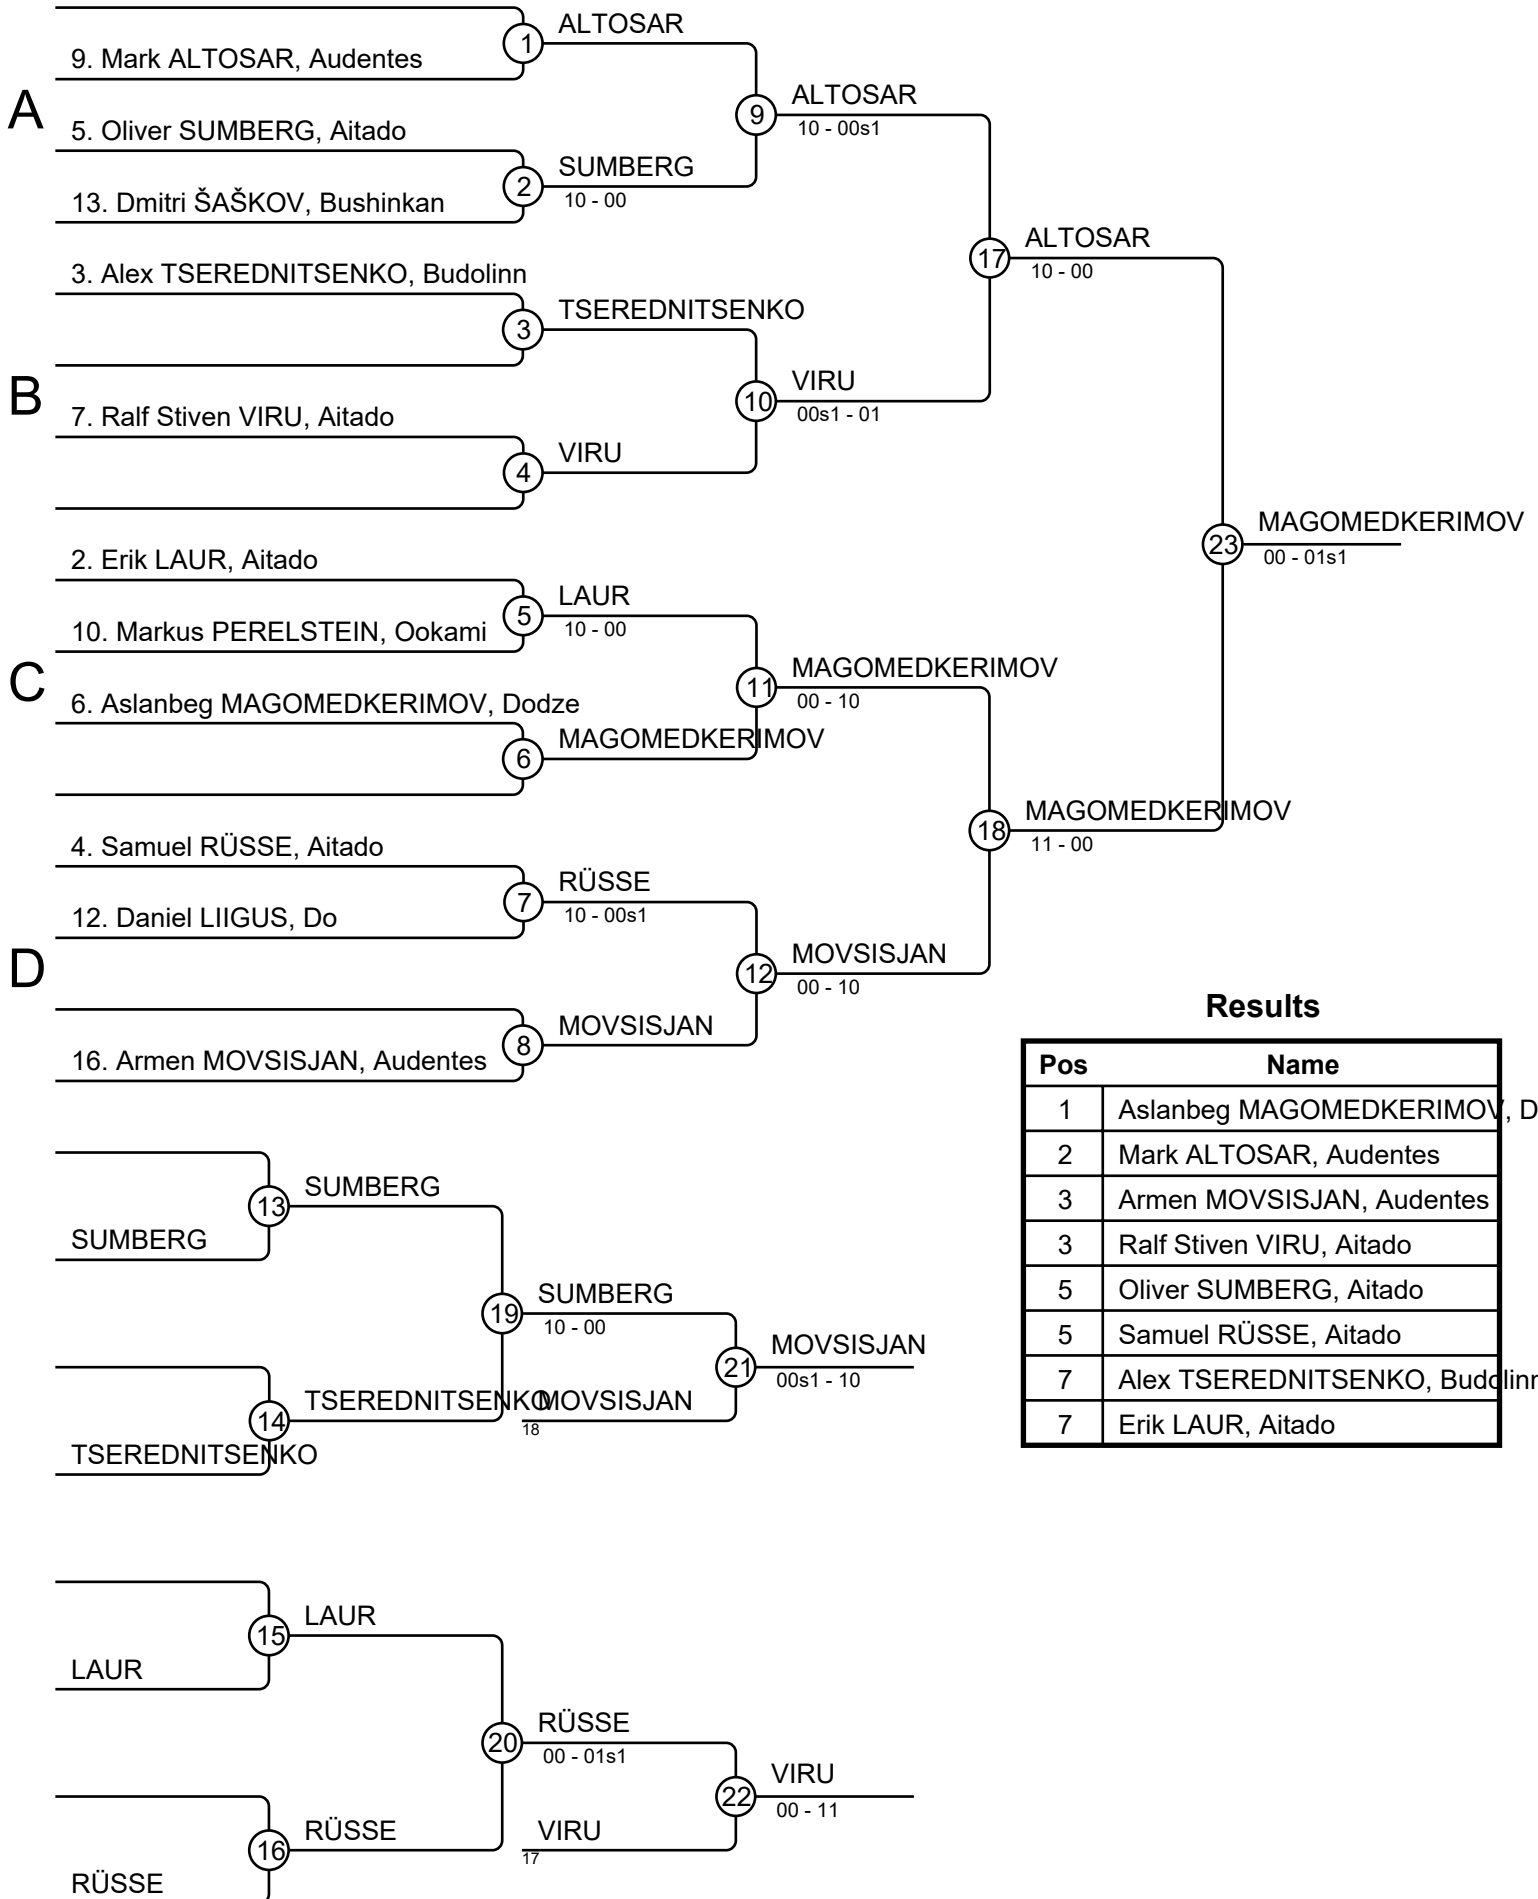 ALTOSAR
1
9. Mark ALTOSAR, Audentes
A
ALTOSAR
9
10 - 00s1
5. Oliver SUMBERG, Aitado
SUMBERG
2
10 - 00
13. Dmitri ŠAŠKOV, Bushinkan
ALTOSAR
17
10 - 00
3. Alex TSEREDNITSENKO, Budolinn
TSEREDNITSENKO
3
B
VIRU
10
00s1 - 01
7. Ralf Stiven VIRU, Aitado
VIRU
4
MAGOMEDKERIMOV
23
00 - 01s1
2. Erik LAUR, Aitado
LAUR
5
10 - 00
10. Markus PERELSTEIN, Ookami
C
MAGOMEDKERIMOV
11
00 - 10
6. Aslanbeg MAGOMEDKERIMOV, Dodze
MAGOMEDKERIMOV
6
MAGOMEDKERIMOV
18
11 - 00
4. Samuel RÜSSE, Aitado
RÜSSE
7
10 - 00s1
12. Daniel LIIGUS, Do
D
MOVSISJAN
12
00 - 10
MOVSISJAN
8
16. Armen MOVSISJAN, Audentes
Results
Pos Name
1 Aslanbeg MAGOMEDKERIMOV, D
2 Mark ALTOSAR, Audentes
3 Armen MOVSISJAN, Audentes
3 Ralf Stiven VIRU, Aitado
5 Oliver SUMBERG, Aitado
5 Samuel RÜSSE, Aitado
7 Alex TSEREDNITSENKO, Budolinn
7 Erik LAUR, Aitado
SUMBERG
13
SUMBERG
SUMBERG
19
10 - 00
MOVSISJAN
21
00s1 - 10
TSEREDNITSENKO
14
MOVSISJAN
18
TSEREDNITSENKO
LAUR
15
LAUR
RÜSSE
20
00 - 01s1
VIRU
22
00 - 11
RÜSSE
16
VIRU
17
RÜSSE